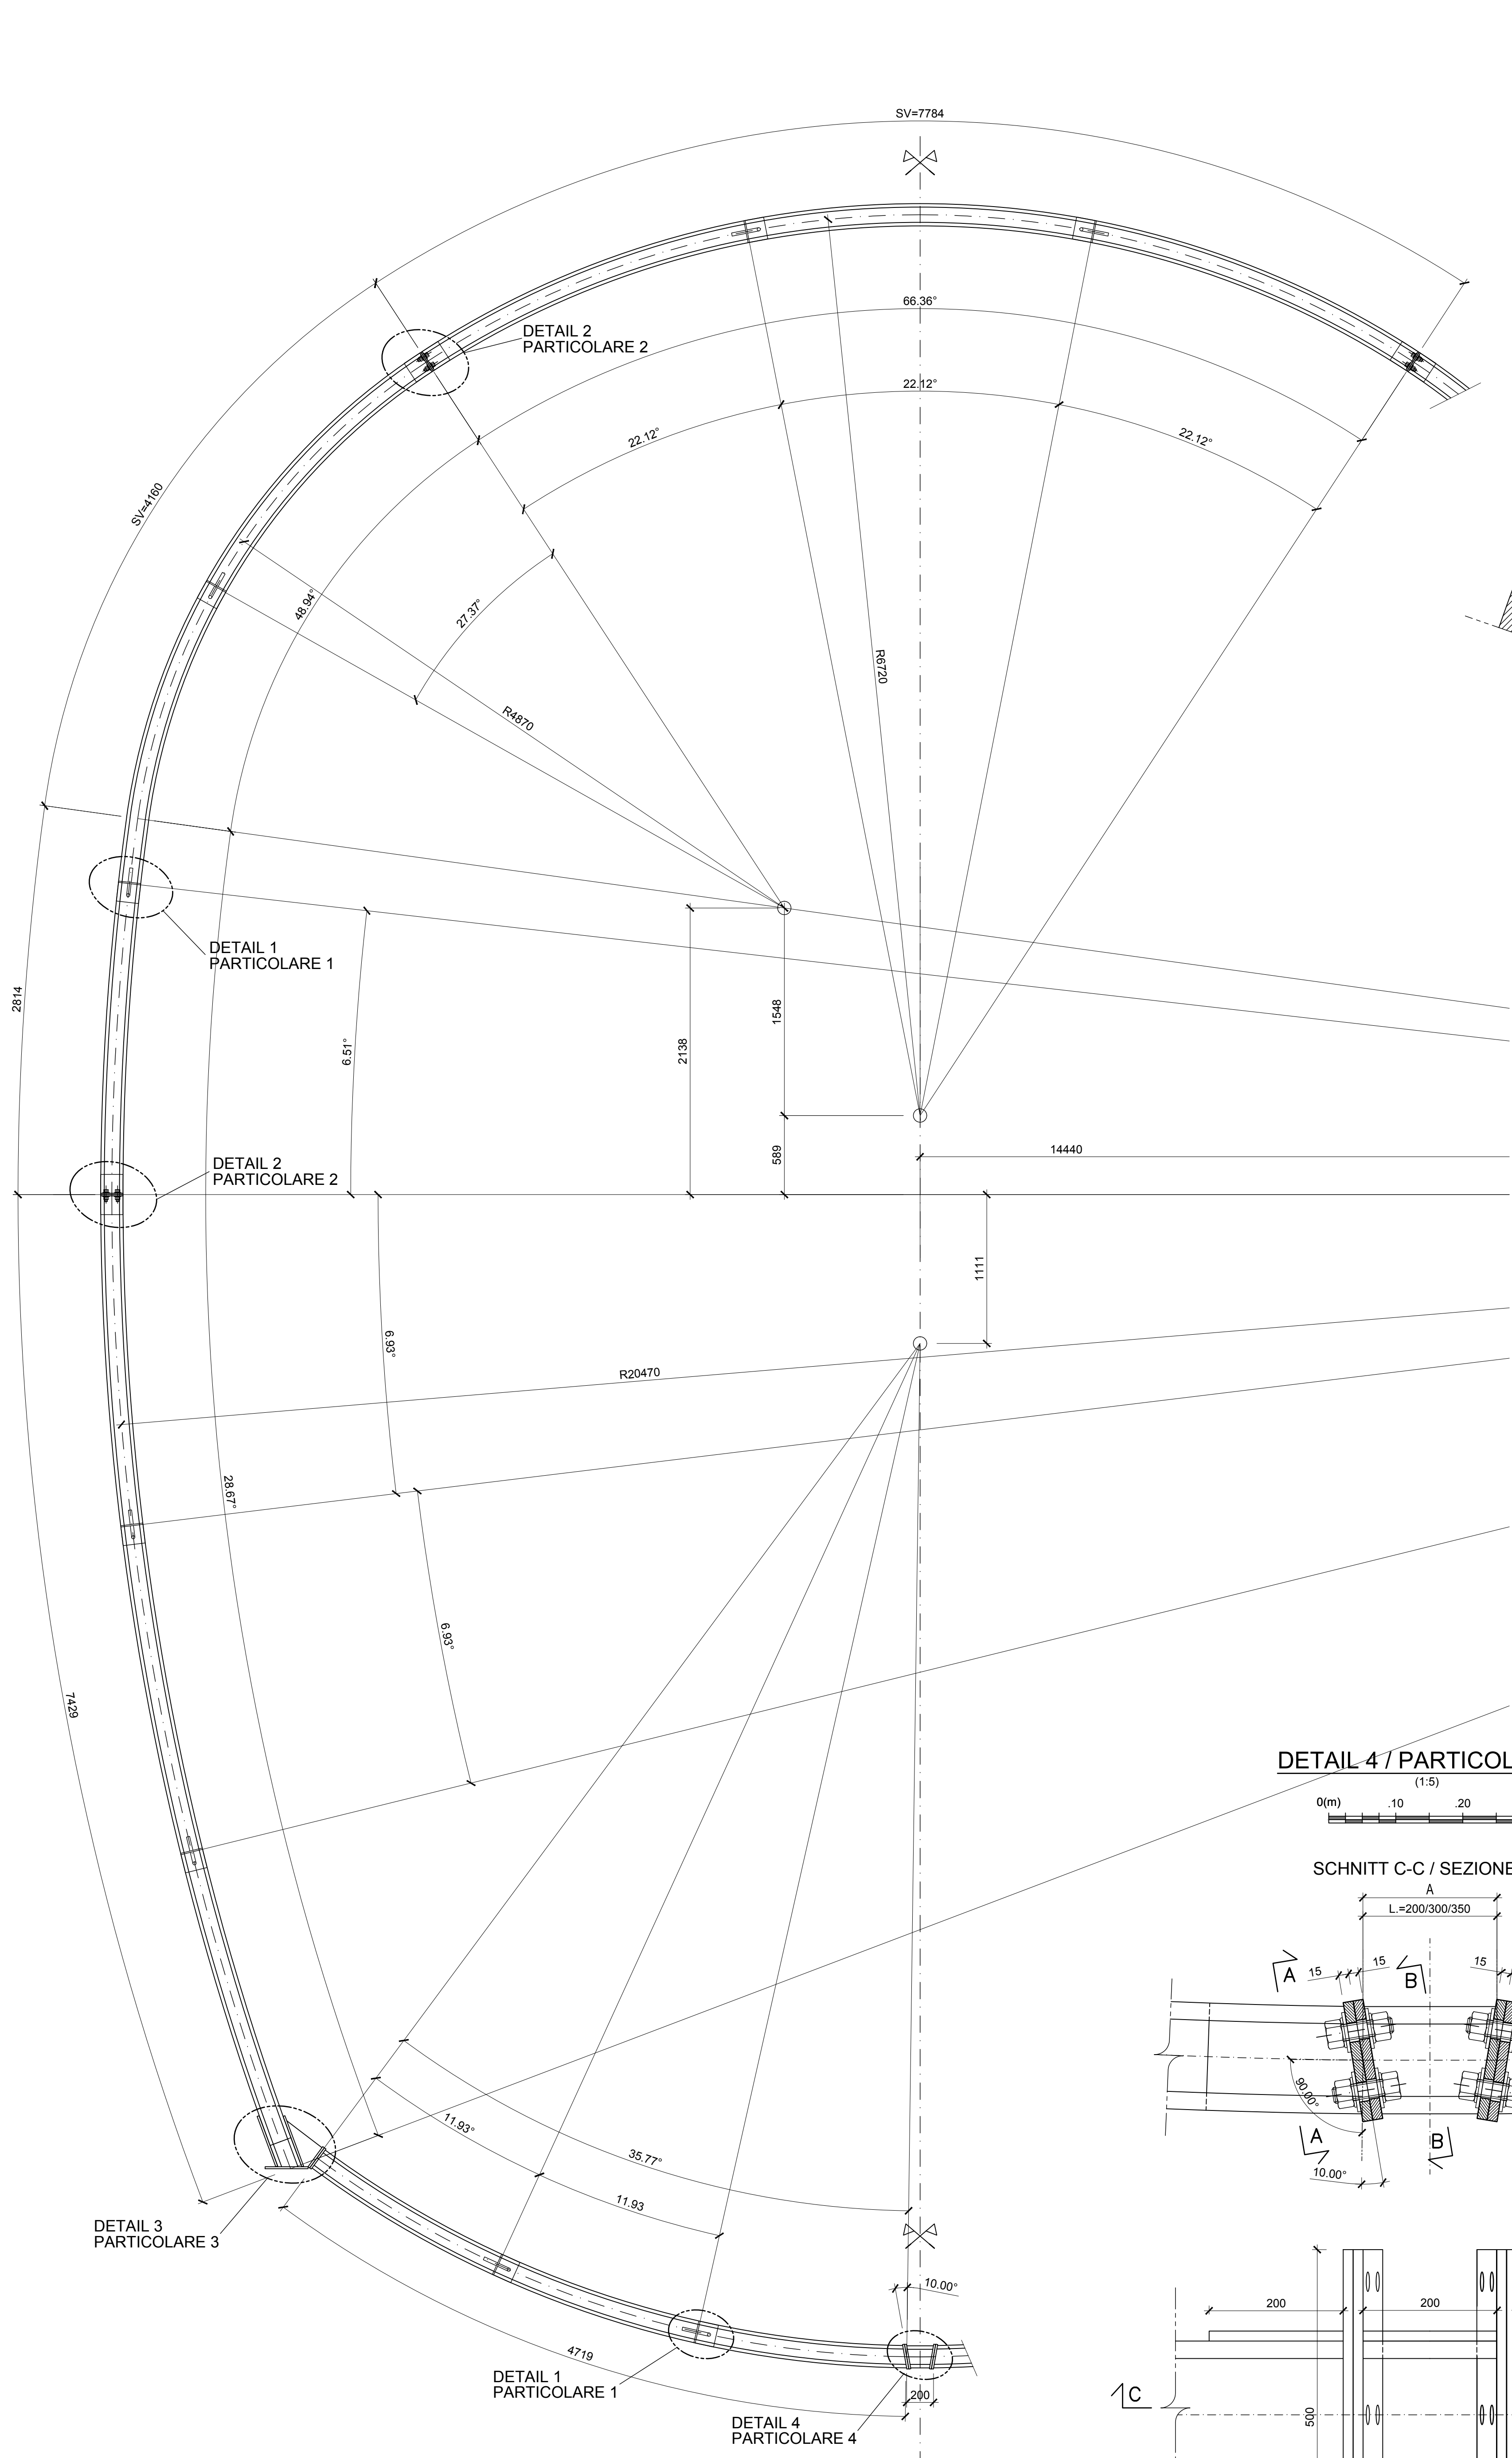 SV=7784
66.36°
DETAIL 2
PARTICOLARE 2
22.12°
22.12°
22.12°
SV=4160
27.37°
48.94°
R6720
R4870
DETAIL 1
PARTICOLARE 1
2814
6.51°
2138
1548
589
14440
DETAIL 2
PARTICOLARE 2
1111
6.93°
R20470
28.67°
6.93°
7429
DETAIL 4 / PARTICOL
(1:5)
0(m) .10 .20
SCHNITT C-C / SEZIONE
A
L.=200/300/350
A 15 15 B 15
90.00°
A B
10.00°
11.93°
35.77°
11.93
DETAIL 3
PARTICOLARE 3
10.00°
200 200
4719
DETAIL 1
PARTICOLARE 1
200
C
500
DETAIL 4
PARTICOLARE 4